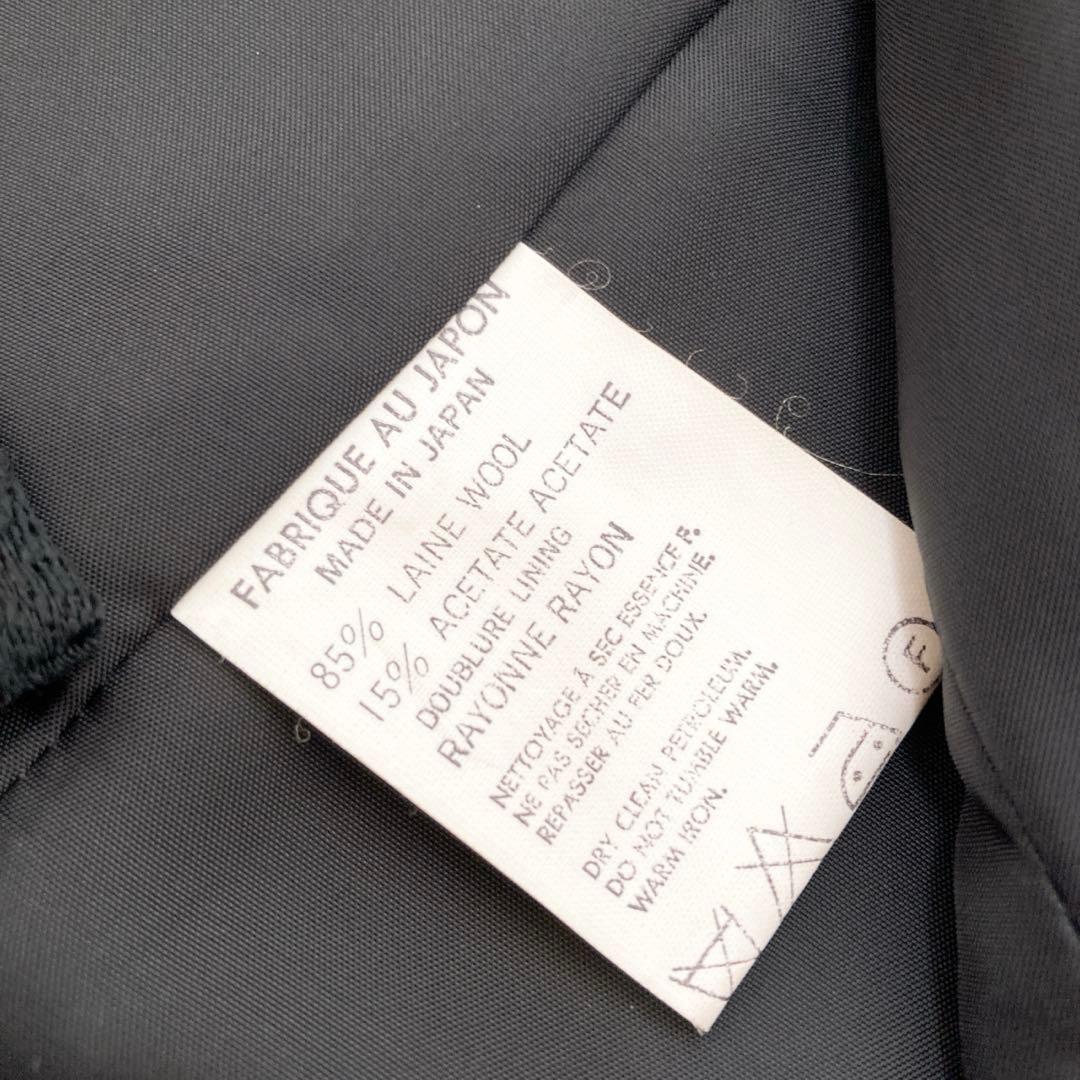 FABRIQUE AU JAPON
MADE IN JAPAN
85% LAINE WOOL
15% ACETATE ACETATE
DOUBLURE LINING
RAYONNE RAYON
NETTOYAGE Á SEC ESSENCE F.
NE PAS SECHER EN MACHINE.
REPASSER AU FER DOUX.
DRY CLEAN PETROLEUM.
DO NOT TUMBLE WARM.
WARM IRON.
F